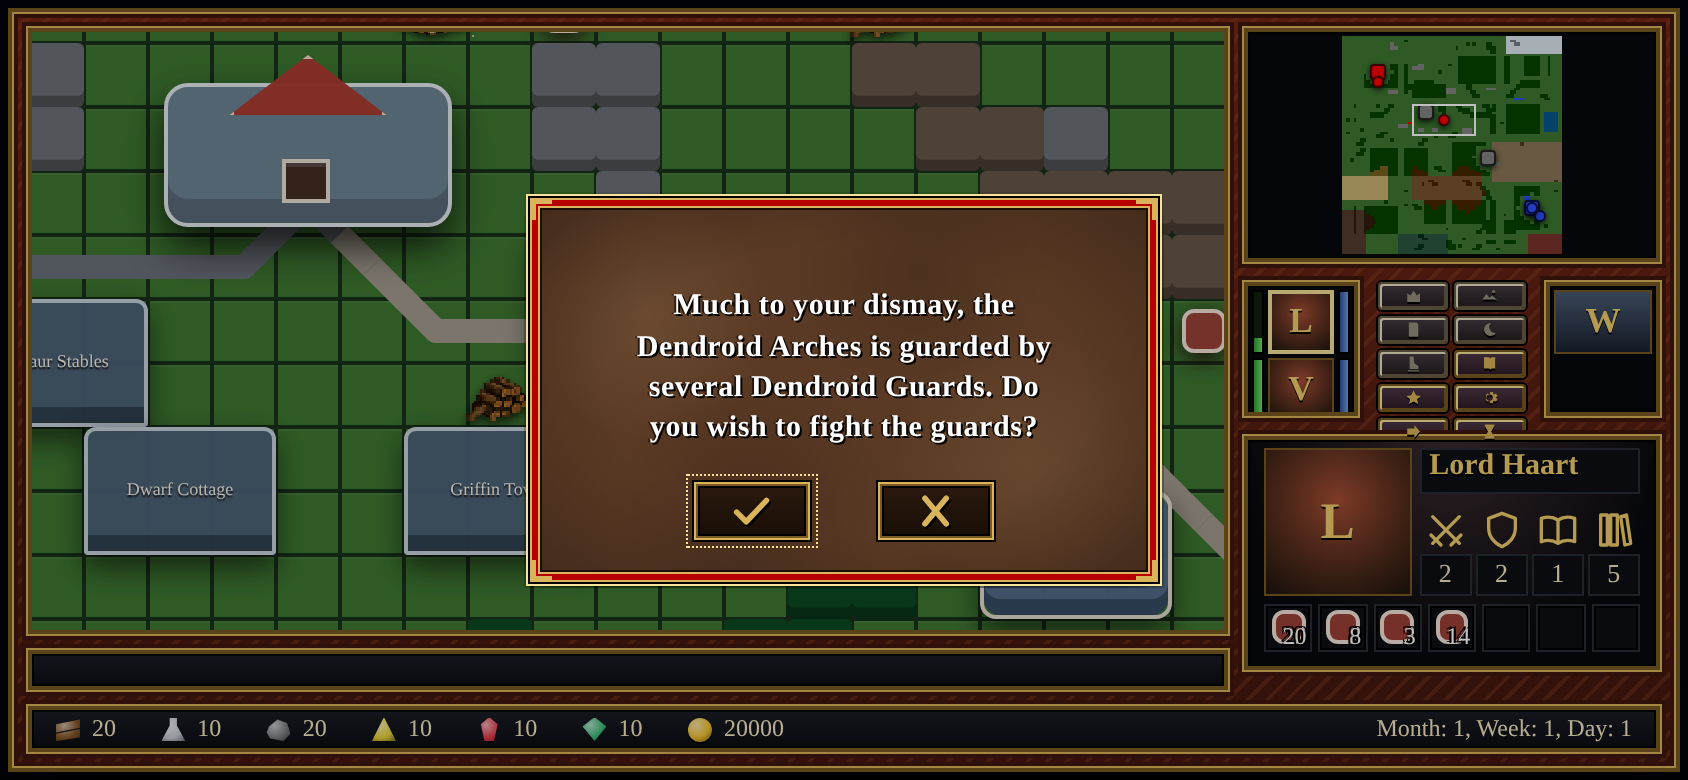 aur Stables
Dwarf Cottage
Griffin Tow
Much to your dismay, the
Dendroid Arches is guarded by
several Dendroid Guards. Do
you wish to fight the guards?
L
V
W
Lord Haart
L
2 2 1 5
20 8 3 14
20 10 20 10 10 10 20000
Month: 1, Week: 1, Day: 1